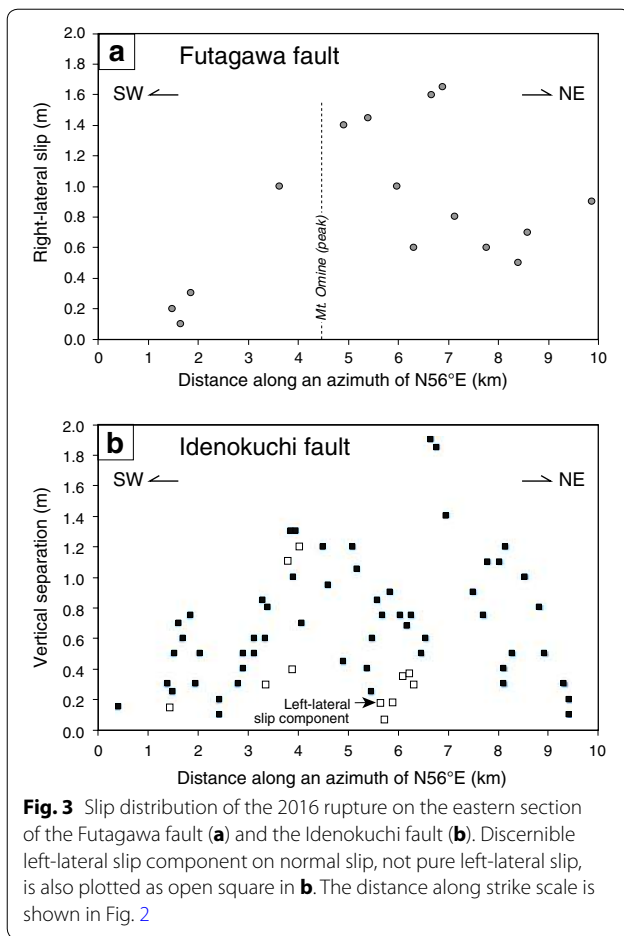 a
Futagawa fault
SW
NE
Right-lateral slip (m)
2.0
1.8
1.6
1.4
1.2
1.0
0.8
0.6
0.4
0.2
0.0
Mt. Omine (peak)
0 1 2 3 4 5 6 7 8 9 10
Distance along an azimuth of N56°E (km)
b
Idenokuchi fault
SW
NE
Vertical separation (m)
2.0
1.8
1.6
1.4
1.2
1.0
0.8
0.6
0.4
0.2
0.0
Left-lateral
slip component
0 1 2 3 4 5 6 7 8 9 10
Distance along an azimuth of N56°E (km)
Fig. 3 Slip distribution of the 2016 rupture on the eastern section
of the Futagawa fault (a) and the Idenokuchi fault (b). Discernible
left-lateral slip component on normal slip, not pure left-lateral slip,
is also plotted as open square in b. The distance along strike scale is
shown in Fig. 2